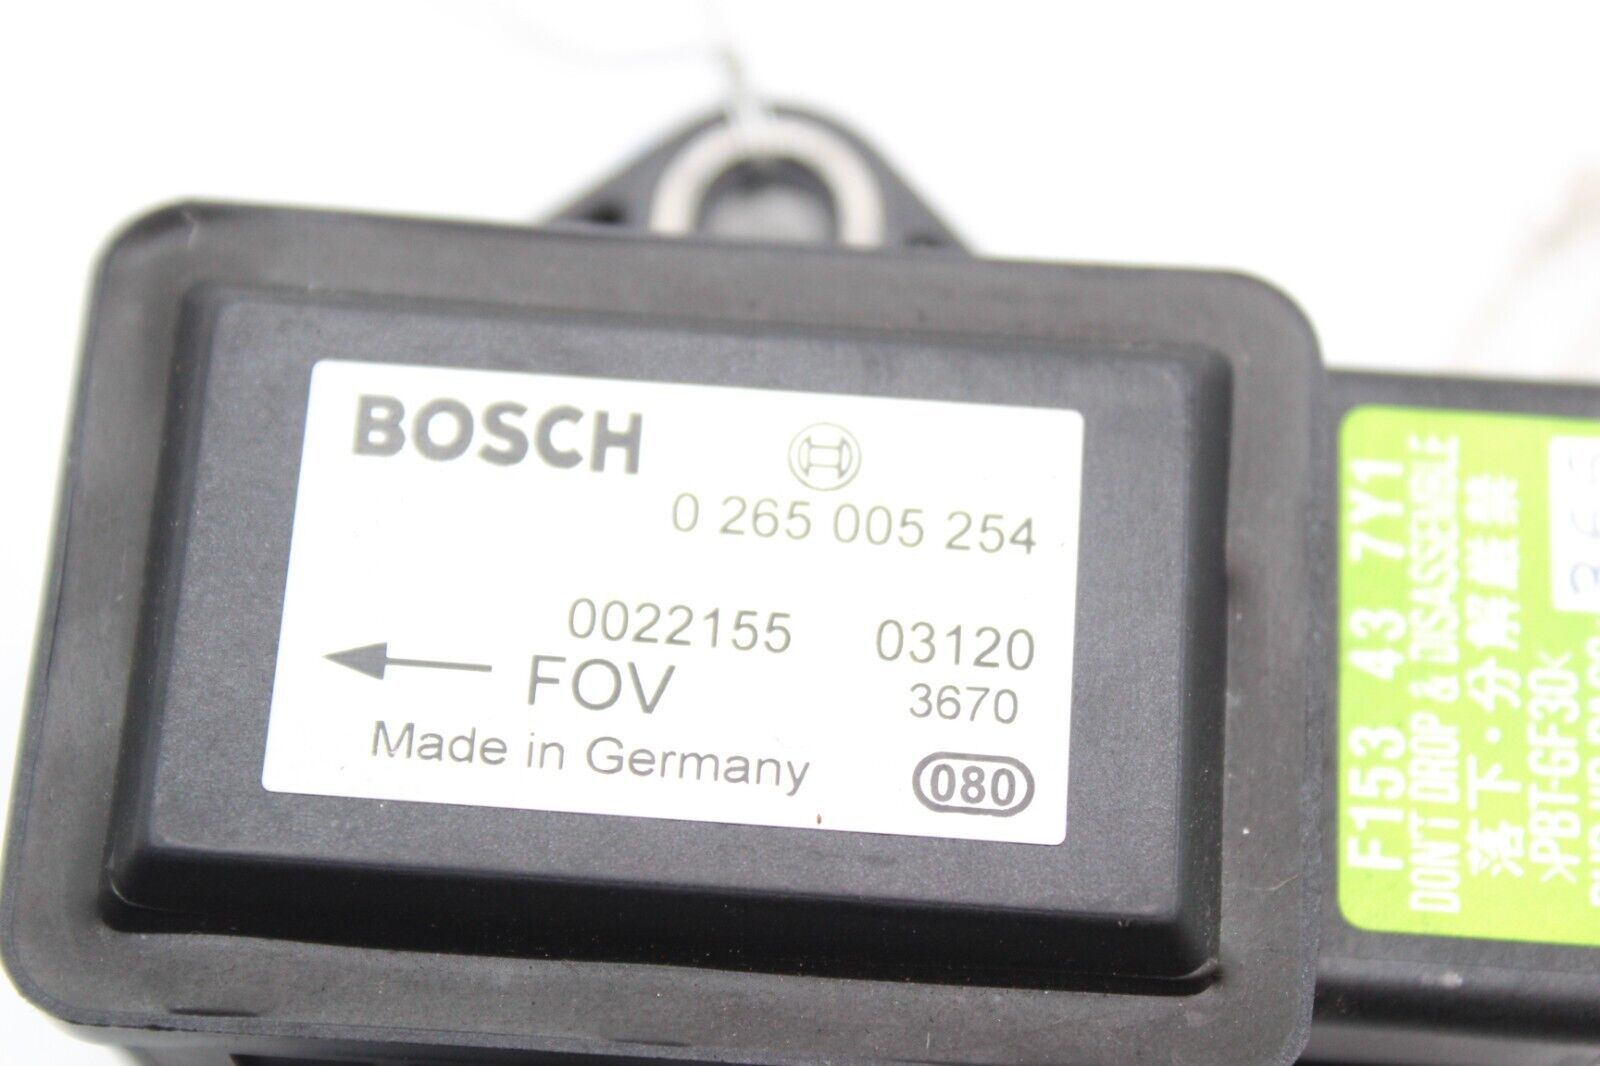 BOSCH
0 265 005 254
0022155 03120
FOV 3670
Made in Germany
080
F153 43 7Y1
DON'T DROP & DISASSEMBLE
落下・分解厳禁
>PBT-GF30<